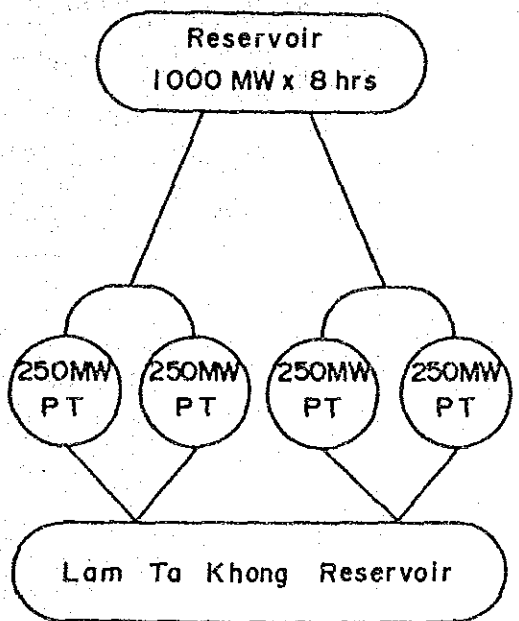 Reservoir
1000 MW x 8 hrs
250MW
PT
250MW
PT
250MW
PT
250MW
PT
Lam Ta Khong Reservoir